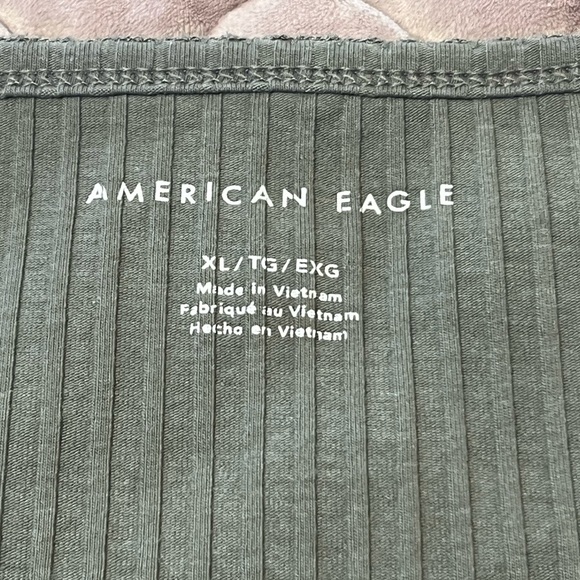 AMERICAN EAGLE
XL/TG/EXG
Made in Vietnam
Fabriqué au Vietnam
Hecho en Vietnam